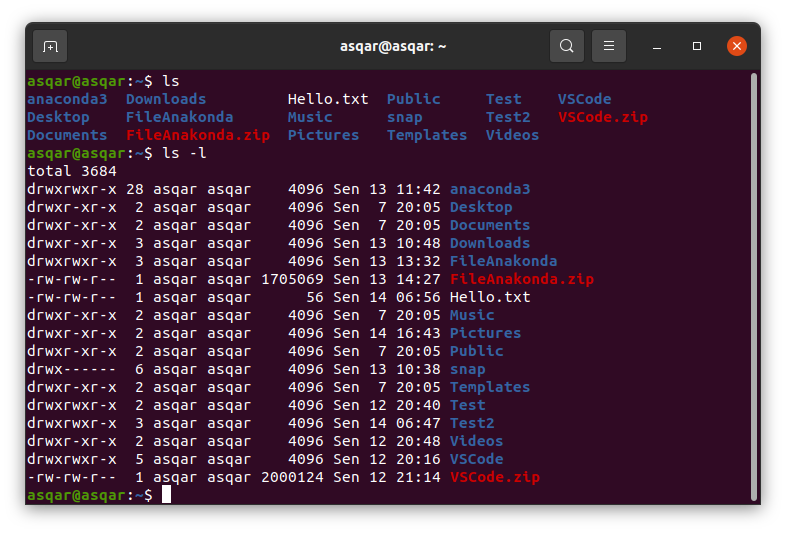 asqar@asqar: ~
asqar@asqar:~$ ls
anaconda3  Downloads         Hello.txt  Public     Test   VSCode
Desktop    FileAnakonda      Music      snap       Test2  VSCode.zip
Documents  FileAnakonda.zip  Pictures   Templates  Videos
asqar@asqar:~$ ls -l
total 3684
drwxrwxr-x 28 asqar asqar    4096 Sen 13 11:42 anaconda3
drwxr-xr-x  2 asqar asqar    4096 Sen  7 20:05 Desktop
drwxr-xr-x  2 asqar asqar    4096 Sen  7 20:05 Documents
drwxr-xr-x  3 asqar asqar    4096 Sen 13 10:48 Downloads
drwxrwxr-x  3 asqar asqar    4096 Sen 13 13:32 FileAnakonda
-rw-rw-r--  1 asqar asqar 1705069 Sen 13 14:27 FileAnakonda.zip
-rw-rw-r--  1 asqar asqar      56 Sen 14 06:56 Hello.txt
drwxr-xr-x  2 asqar asqar    4096 Sen  7 20:05 Music
drwxr-xr-x  2 asqar asqar    4096 Sen 14 16:43 Pictures
drwxr-xr-x  2 asqar asqar    4096 Sen  7 20:05 Public
drwx------  6 asqar asqar    4096 Sen 13 10:38 snap
drwxr-xr-x  2 asqar asqar    4096 Sen  7 20:05 Templates
drwxrwxr-x  2 asqar asqar    4096 Sen 12 20:40 Test
drwxrwxr-x  3 asqar asqar    4096 Sen 14 06:47 Test2
drwxr-xr-x  2 asqar asqar    4096 Sen 12 20:48 Videos
drwxrwxr-x  5 asqar asqar    4096 Sen 12 20:16 VSCode
-rw-rw-r--  1 asqar asqar 2000124 Sen 12 21:14 VSCode.zip
asqar@asqar:~$